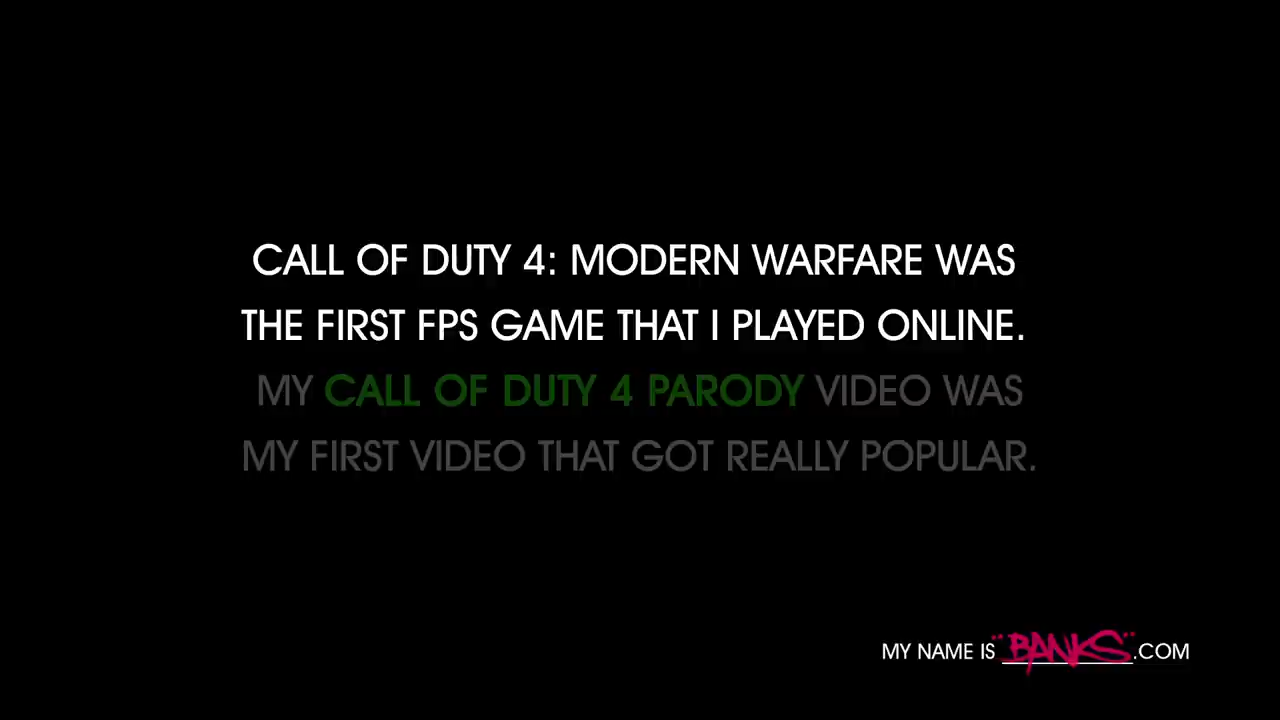 CALL OF DUTY 4: MODERN WARFARE WAS
THE FIRST FPS GAME THAT I PLAYED ONLINE.
MY CALL OF DUTY 4 PARODY VIDEO WAS
MY FIRST VIDEO THAT GOT REALLY POPULAR.
MY NAME IS "BANKS".COM